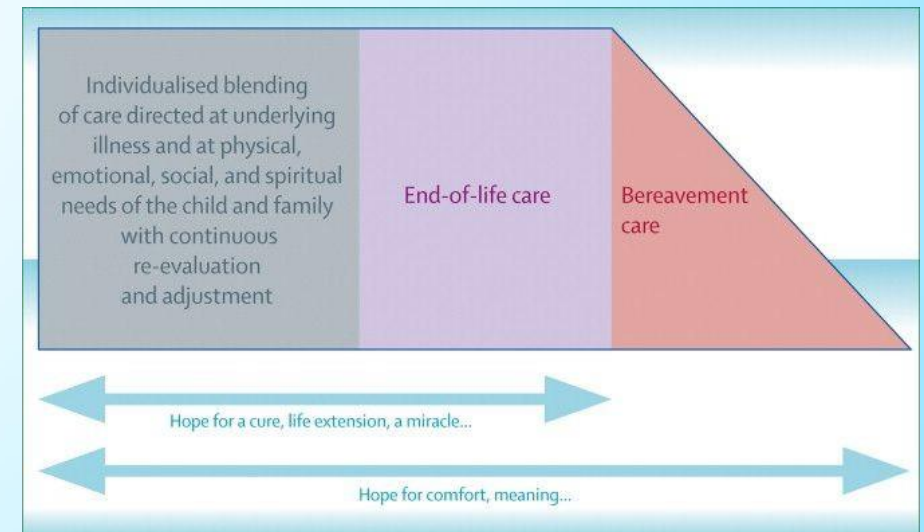 Individualised blending
of care directed at underlying
illness and at physical,
emotional, social, and spiritual
needs of the child and family
with continuous
re-evaluation
and adjustment
End-of-life care
Bereavement
care
Hope for a cure, life extension, a miracle...
Hope for comfort, meaning...